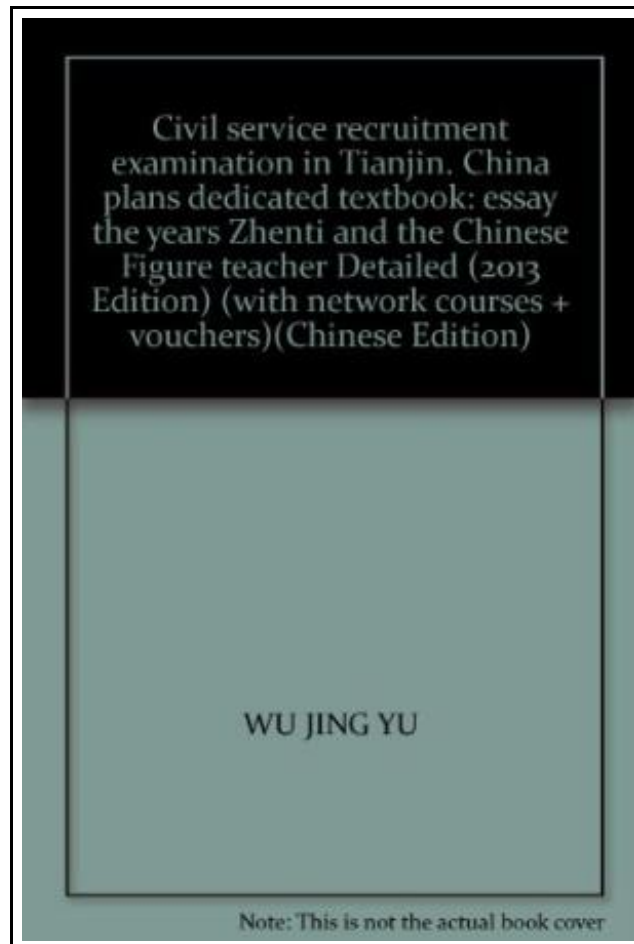 Civil service recruitment
examination in Tianjin. China
plans dedicated textbook: essay
the years Zhenti and the Chinese
Figure teacher Detailed (2013
Edition) (with network courses +
vouchers)(Chinese Edition)
WU JING YU
Note: This is not the actual book cover